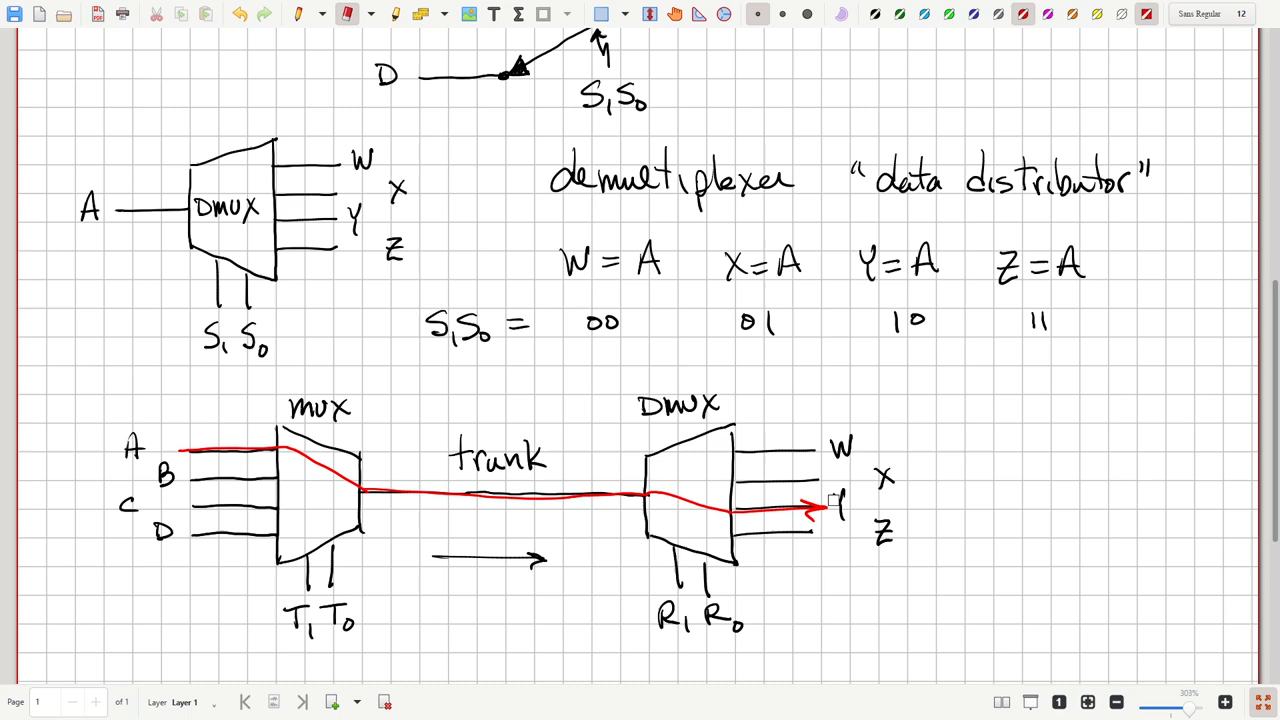 Sans Regular 12
D
S₁S₀
A DMUX W X Y Z
S₁ S₀
demultiplexer "data distributor"
W = A X = A Y = A Z = A
S₁S₀ = 00 01 10 11
MUX trunk DMUX
A B C D
W X Y Z
T₁ T₀ R₁ R₀
Page 1 of 1 Layer Layer 1 303%